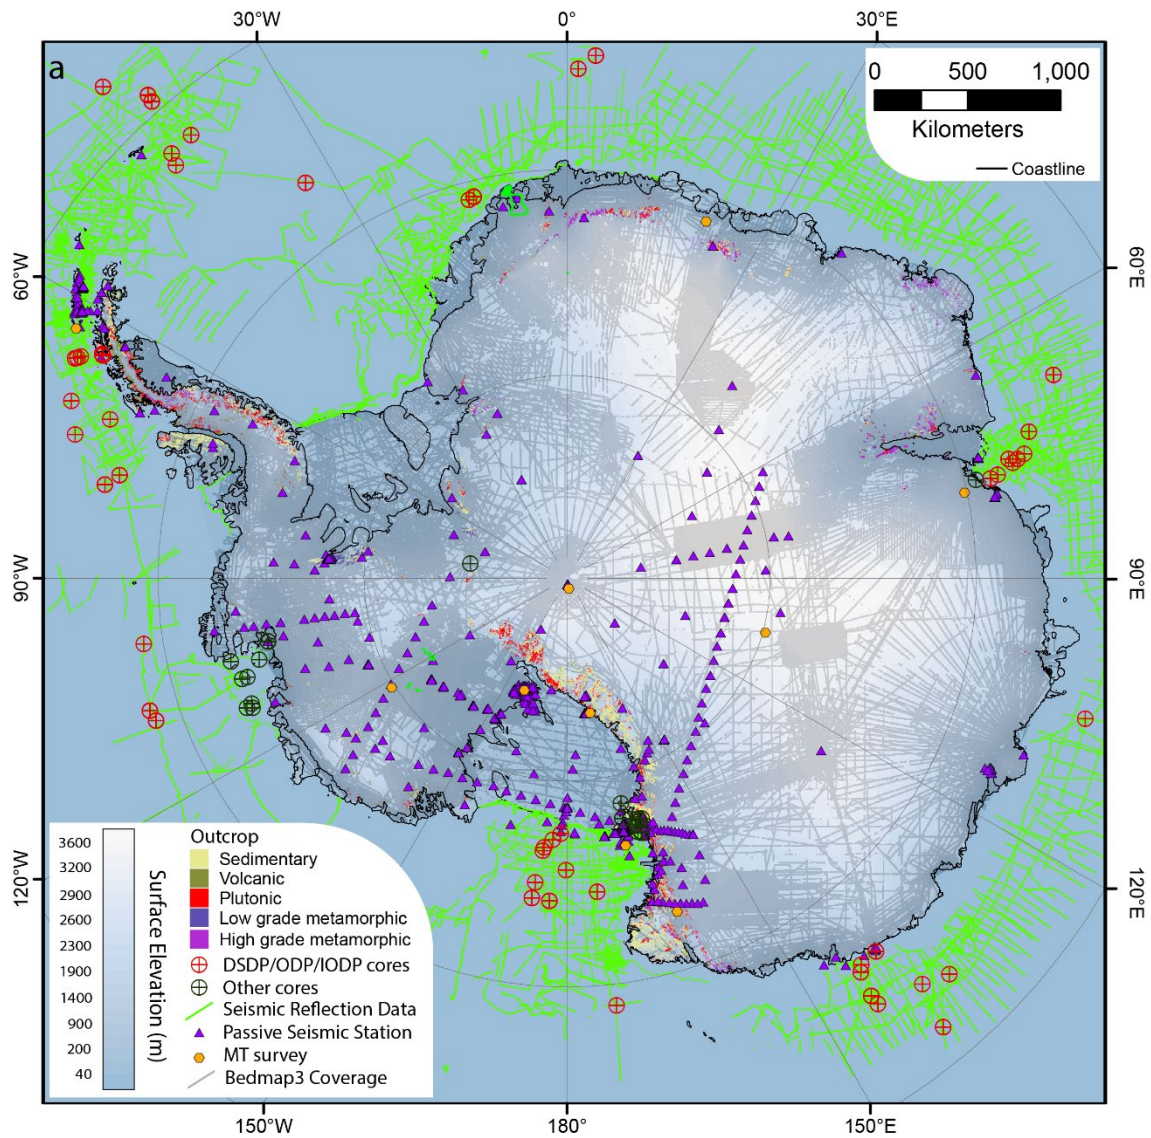 30°W
0°
30°E
a
0
500
1,000
Kilometers
Coastline
60°W
60°E
90°W
90°E
120°W
120°E
3600
3200
2900
2600
2300
1900
1400
900
200
40
Surface Elevation (m)
Outcrop
Sedimentary
Volcanic
Plutonic
Low grade metamorphic
High grade metamorphic
DSDP/ODP/IODP cores
Other cores
Seismic Reflection Data
Passive Seismic Station
MT survey
Bedmap3 Coverage
150°W
180°
150°E